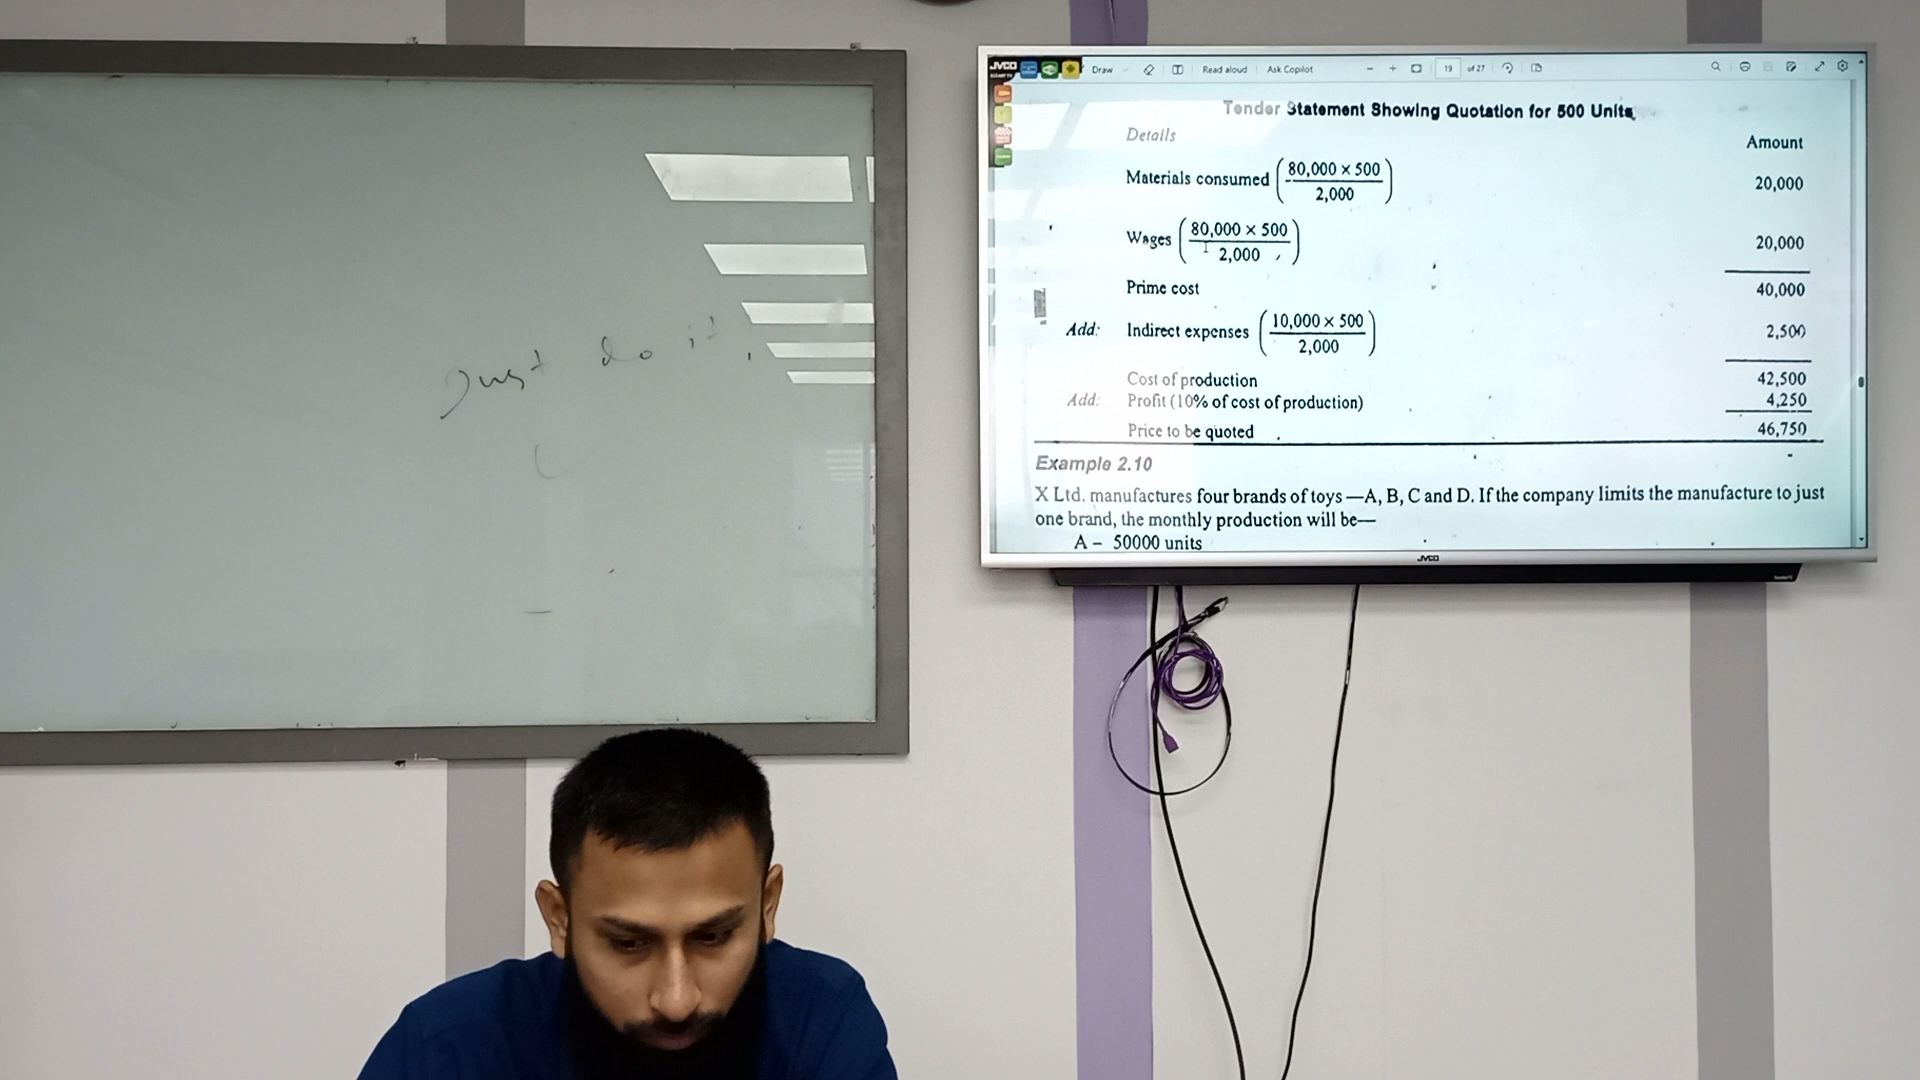 Just do it.
JVCO
Draw Read aloud Ask Copilot − + 19 of 27
Tender Statement Showing Quotation for 500 Units
Details Amount
Materials consumed (80,000 × 500 / 2,000) 20,000
Wages (80,000 × 500 / 2,000) 20,000
Prime cost 40,000
Add: Indirect expenses (10,000 × 500 / 2,000) 2,500
Cost of production 42,500
Add: Profit (10% of cost of production) 4,250
Price to be quoted 46,750
Example 2.10
X Ltd. manufactures four brands of toys —A, B, C and D. If the company limits the manufacture to just
one brand, the monthly production will be—
A – 50000 units
JVCO